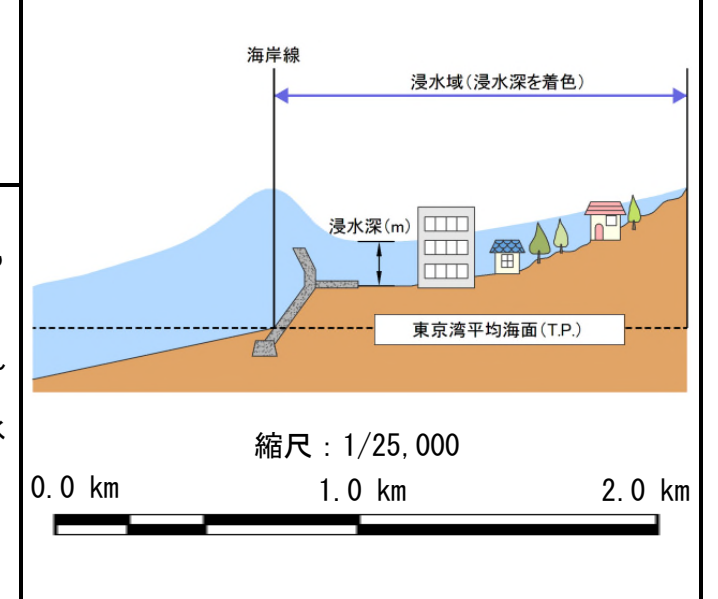 海岸線
浸水域(浸水深を着色)
浸水深(m)
東京湾平均海面(T.P.)
縮尺：1/25,000
0.0 km 1.0 km 2.0 km